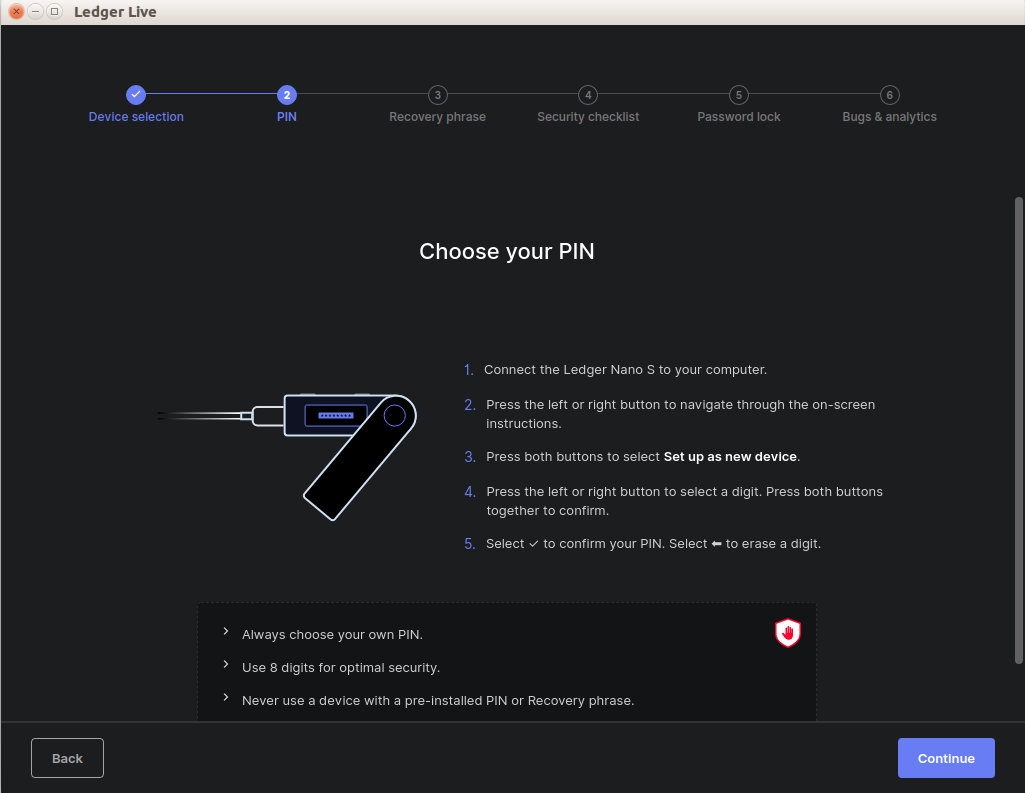 Ledger Live
2 3 4 5 6
Device selection PIN Recovery phrase Security checklist Password lock Bugs & analytics
Choose your PIN
1. Connect the Ledger Nano S to your computer.
2. Press the left or right button to navigate through the on-screen
instructions.
3. Press both buttons to select Set up as new device.
4. Press the left or right button to select a digit. Press both buttons
together to confirm.
5. Select ✓ to confirm your PIN. Select ⬅ to erase a digit.
Always choose your own PIN.
Use 8 digits for optimal security.
Never use a device with a pre-installed PIN or Recovery phrase.
Back Continue